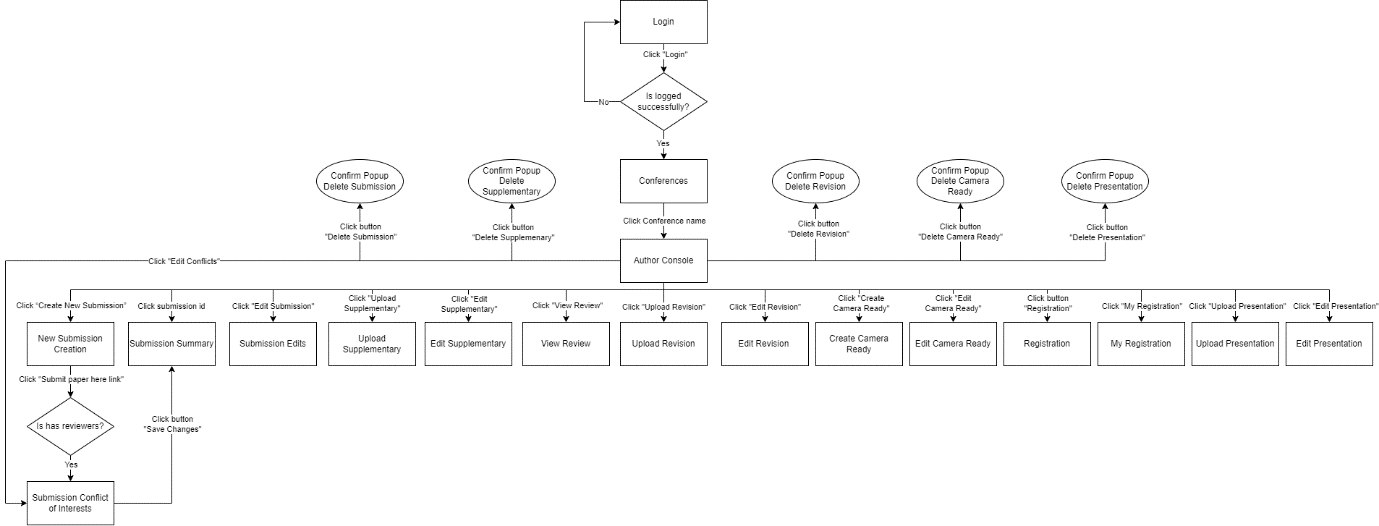 Login
Click "Login"
Is logged
successfully?
No
Yes
Confirm Popup
Delete Submission
Confirm Popup
Delete
Supplementary
Conferences
Confirm Popup
Delete Revision
Confirm Popup
Delete Camera
Ready
Confirm Popup
Delete Presentation
Click button
"Delete Submission"
Click button
"Delete Supplemenary"
Click Conference name
Click button
"Delete Revision"
Click button
"Delete Camera Ready"
Click button
"Delete Presentation"
Click "Edit Conflicts"
Author Console
Click "Create New Submission"
Click submission id
Click "Edit Submission"
Click "Upload
Supplementary"
Click "Edit
Supplementary"
Click "View Review"
Click "Upload Revision"
Click "Edit Revision"
Click "Create
Camera Ready"
Click "Edit
Camera Ready"
Click button
"Registration"
Click "My Registration"
Click "Upload Presentation"
Click "Edit Presentation"
New Submission
Creation
Submission Summary
Submission Edits
Upload
Supplementary
Edit Supplementary
View Review
Upload Revision
Edit Revision
Create Camera
Ready
Edit Camera Ready
Registration
My Registration
Upload Presentation
Edit Presentation
Click "Submit paper here link"
Is has reviewers?
Click button
"Save Changes"
Yes
Submission Conflict
of Interests